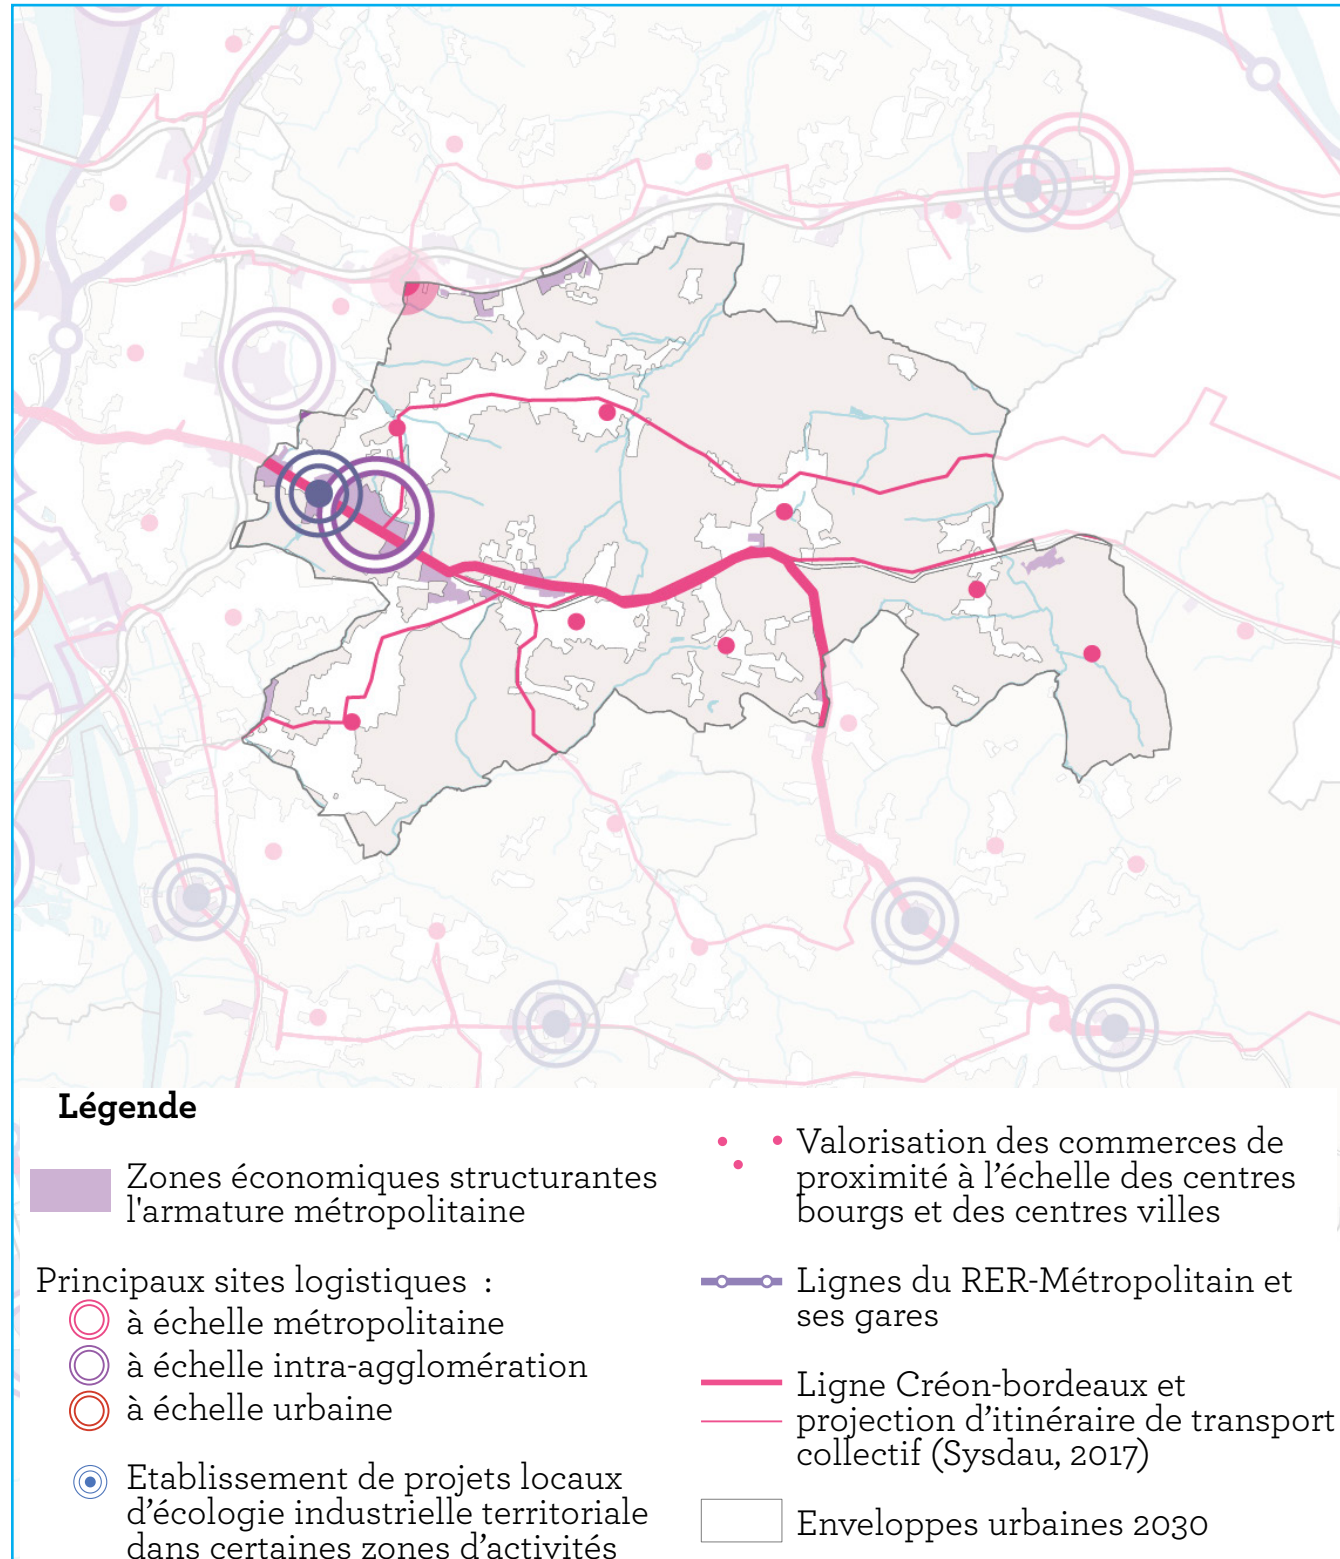 Légende
Zones économiques structurantes
l'armature métropolitaine
Principaux sites logistiques :
à échelle métropolitaine
à échelle intra-agglomération
à échelle urbaine
Etablissement de projets locaux
d’écologie industrielle territoriale
dans certaines zones d’activités
Valorisation des commerces de
proximité à l’échelle des centres
bourgs et des centres villes
Lignes du RER-Métropolitain et
ses gares
Ligne Créon-bordeaux et
projection d’itinéraire de transport
collectif (Sysdau, 2017)
Enveloppes urbaines 2030